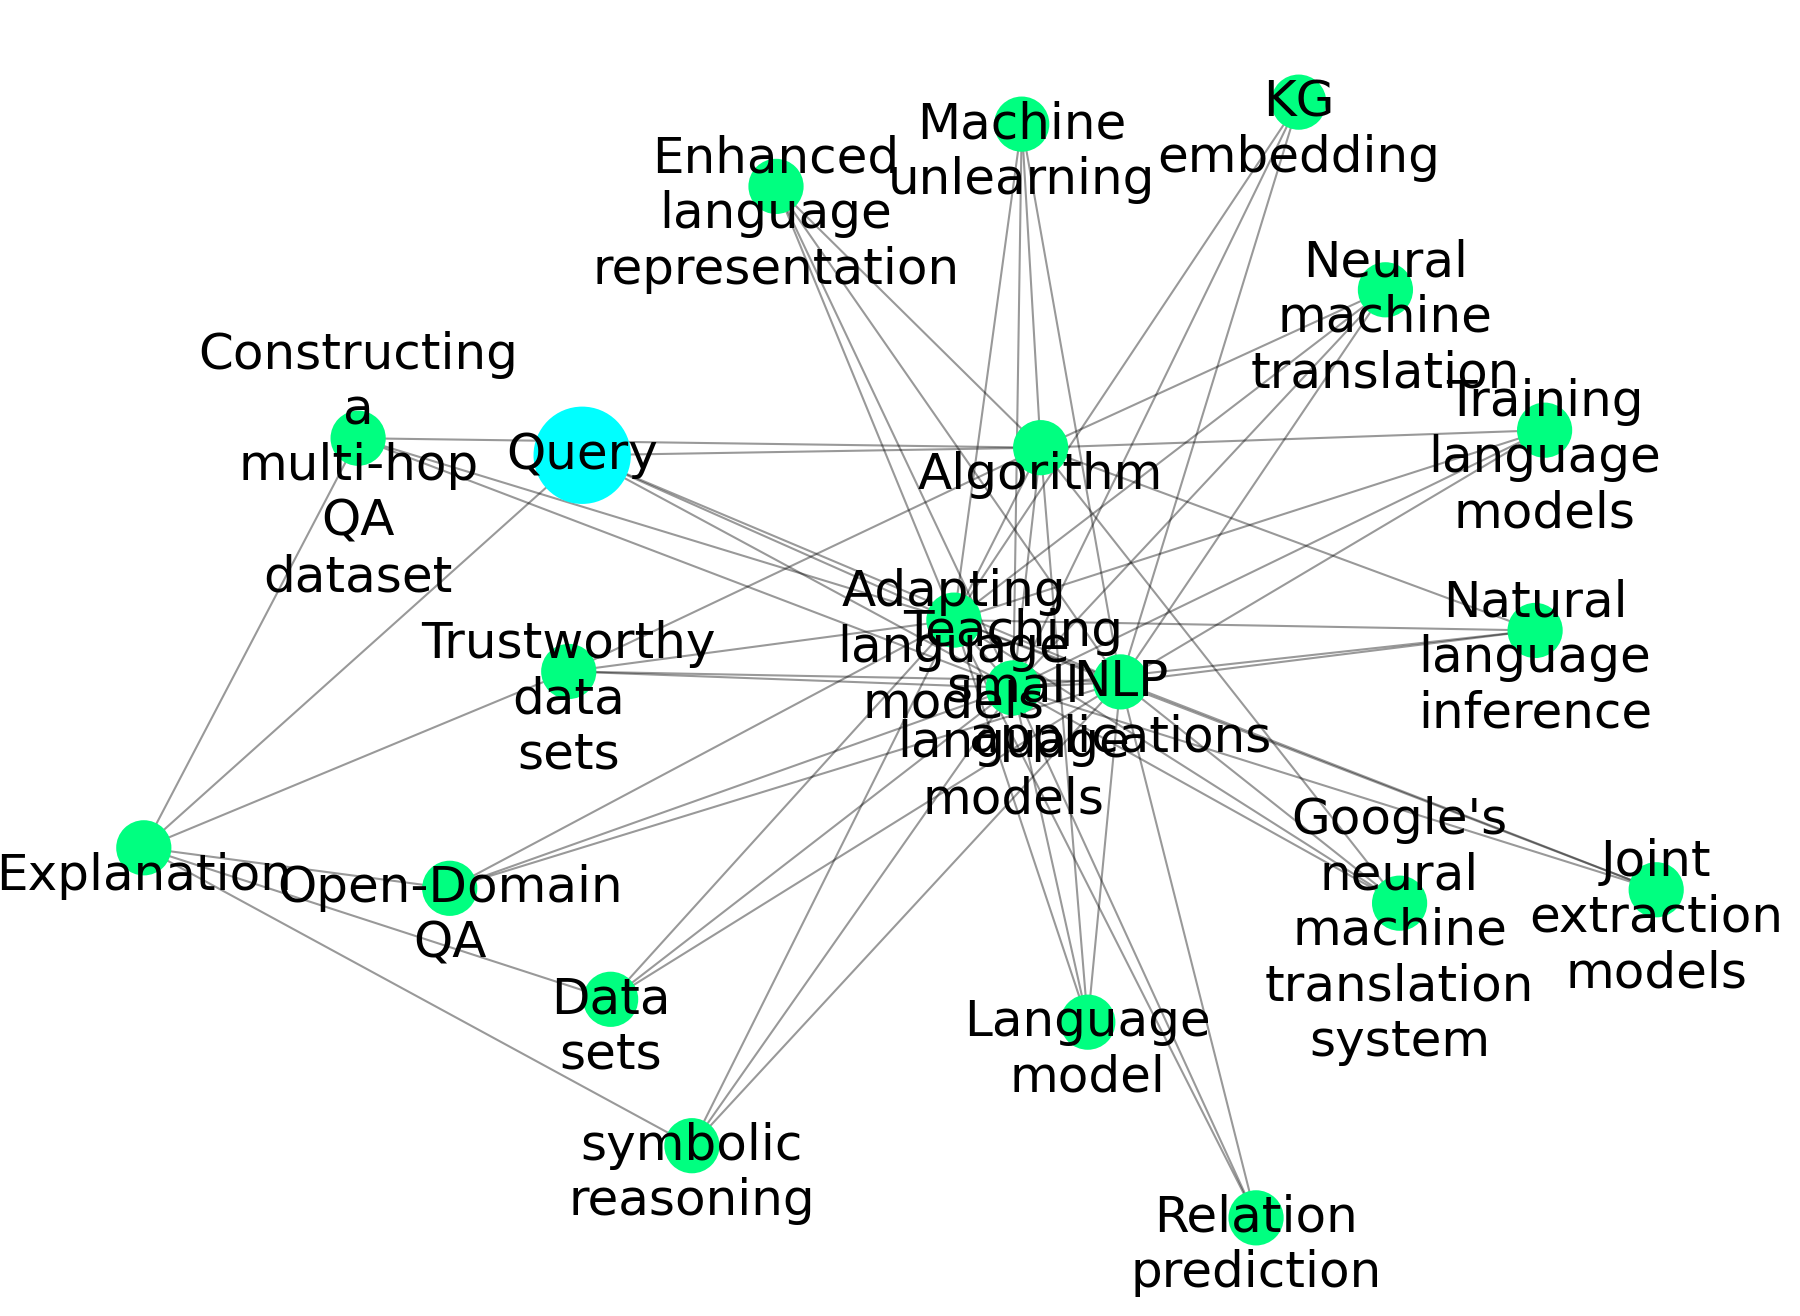 KG
embedding
Machine
unlearning
Enhanced
language
representation
Neural
machine
translation
Constructing
a
multi-hop
QA
dataset
Query
Training
language
models
Algorithm
Adapting
language
models
Teaching
small
language
models
NLP
applications
Natural
language
inference
Trustworthy
data
sets
Explanation
Open-Domain
QA
Google's
neural
machine
translation
system
Joint
extraction
models
Data
sets
Language
model
symbolic
reasoning
Relation
prediction